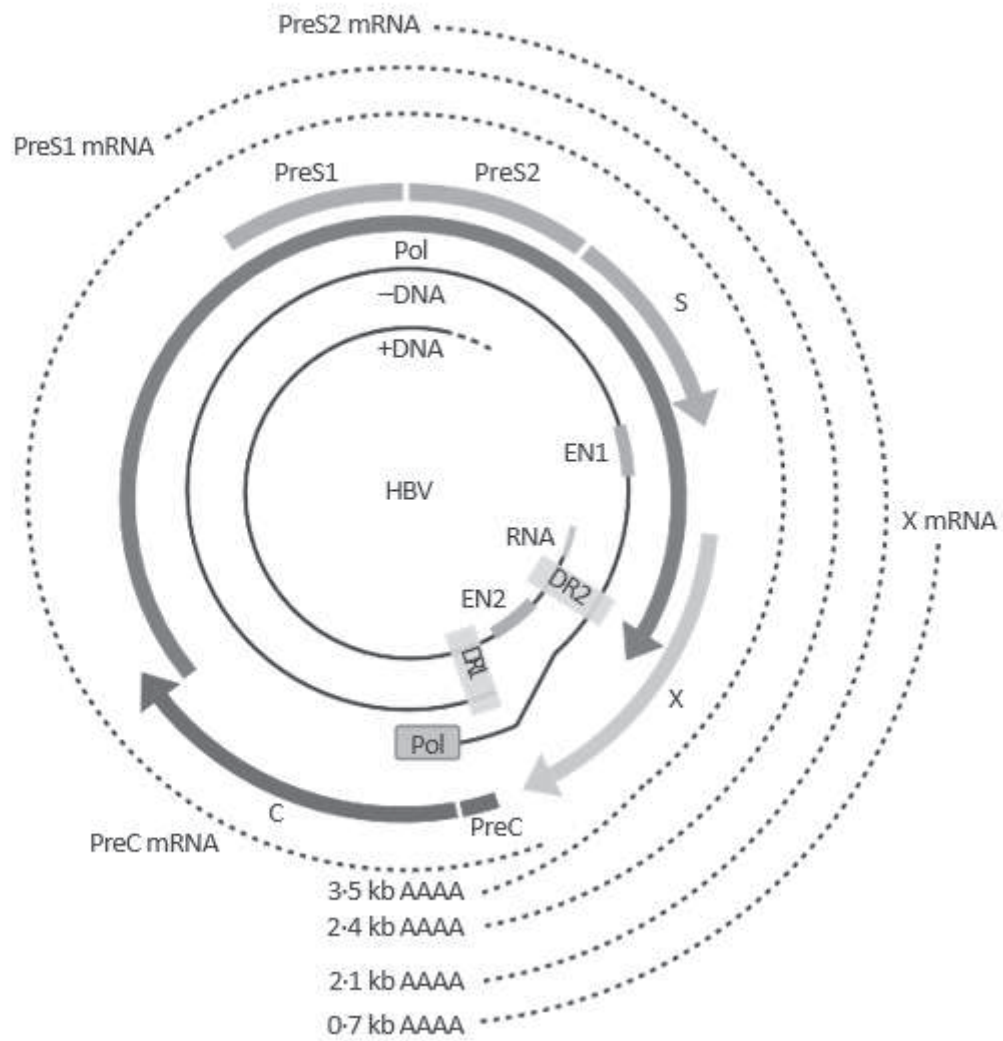 PreS2 mRNA
PreS1 mRNA
PreS1
PreS2
Pol
–DNA
S
+DNA
EN1
HBV
X mRNA
RNA
DR2
EN2
DR1
X
Pol
C
PreC
PreC mRNA
3·5 kb AAAA
2·4 kb AAAA
2·1 kb AAAA
0·7 kb AAAA